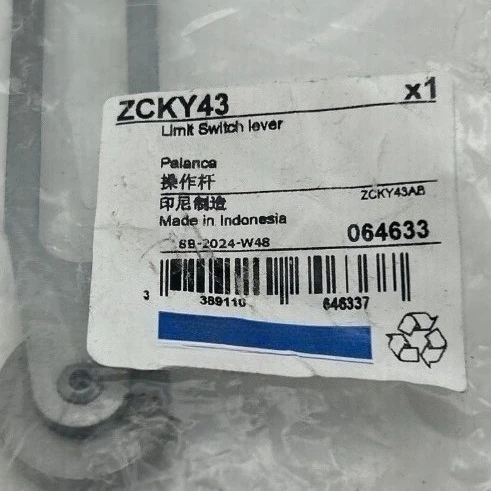 ZCKY43 x1
Limit Switch lever
Palanca
操作杆
ZCKY43AB
印尼制造
Made in Indonesia
8B-2024-W48
064633
3 389110 646337